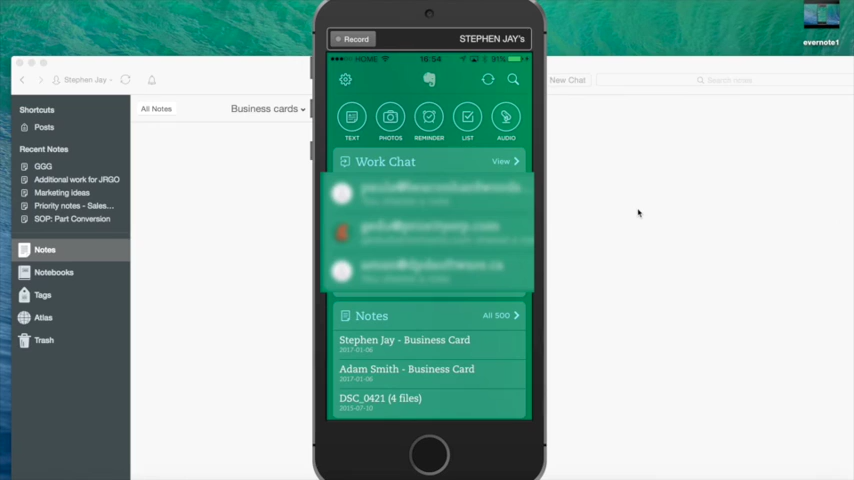 Record
STEPHEN JAY's
evernote1
HOME
16:54
91%
Stephen Jay
New Chat
Search notes
Shortcuts
Posts
Recent Notes
GGG
Additional work for JRGO
Marketing ideas
Priority notes - Sales...
SOP: Part Conversion
Notes
Notebooks
Tags
Atlas
Trash
All Notes
Business cards
TEXT
PHOTOS
REMINDER
LIST
AUDIO
Work Chat
View
Notes
All 500
Stephen Jay - Business Card
2017-01-06
Adam Smith - Business Card
2017-01-06
DSC_0421 (4 files)
2015-07-10